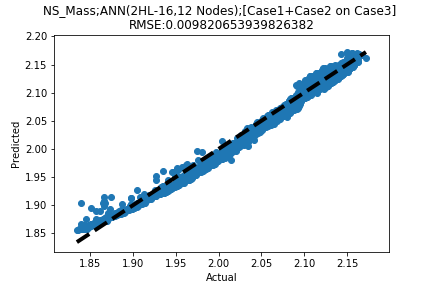 NS_Mass;ANN(2HL-16,12 Nodes);[Case1+Case2 on Case3]
RMSE:0.009820653939826382
2.20
2.15
2.10
2.05
2.00
1.95
1.90
1.85
Predicted
1.85 1.90 1.95 2.00 2.05 2.10 2.15
Actual